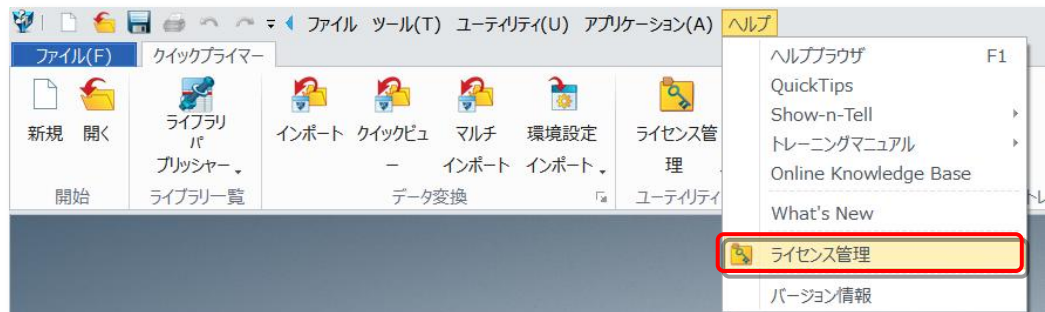 ファイル ツール(T) ユーティリティ(U) アプリケーション(A) ヘルプ
ファイル(F) クイックプライマー
新規
開く
ライブラリ
パ
ブリッシャー
インポート
クイックビュ
ー
マルチ
インポート
環境設定
インポート
ライセンス管
理
開始
ライブラリ一覧
データ変換
ユーティリティ
ヘルプブラウザ F1
QuickTips
Show-n-Tell
トレーニングマニュアル
Online Knowledge Base
What's New
ライセンス管理
バージョン情報